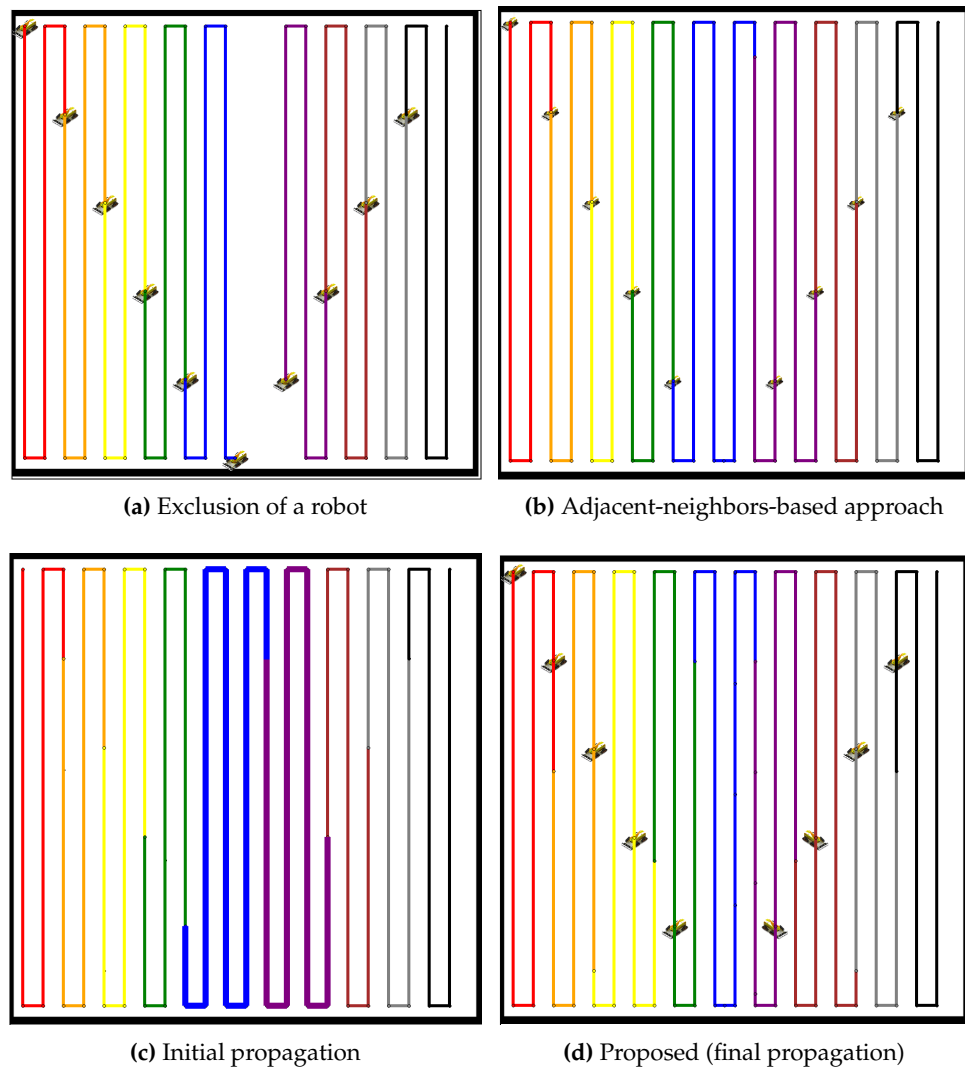 (a) Exclusion of a robot
(b) Adjacent-neighbors-based approach
(c) Initial propagation
(d) Proposed (final propagation)